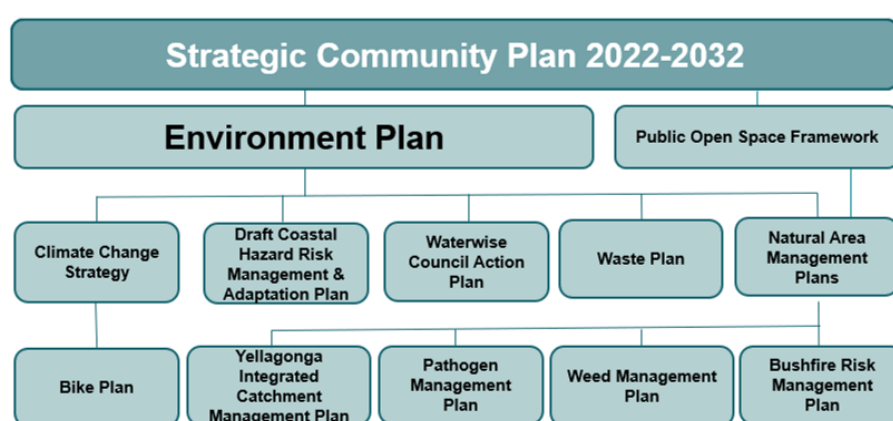 Strategic Community Plan 2022-2032
Environment Plan
Public Open Space Framework
Climate Change
Strategy
Draft Coastal
Hazard Risk
Management &
Adaptation Plan
Waterwise
Council Action
Plan
Waste Plan
Natural Area
Management
Plans
Bike Plan
Yellagonga
Integrated
Catchment
Management Plan
Pathogen
Management
Plan
Weed Management
Plan
Bushfire Risk
Management
Plan